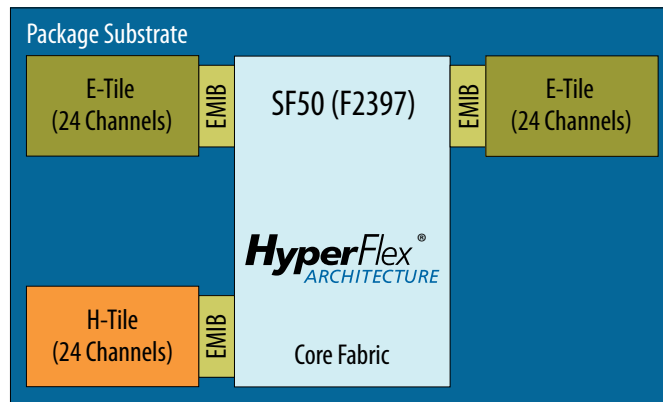 Package Substrate
E-Tile
(24 Channels)
EMIB
SF50 (F2397)
EMIB
E-Tile
(24 Channels)
HyperFlex®
ARCHITECTURE
H-Tile
(24 Channels)
EMIB
Core Fabric